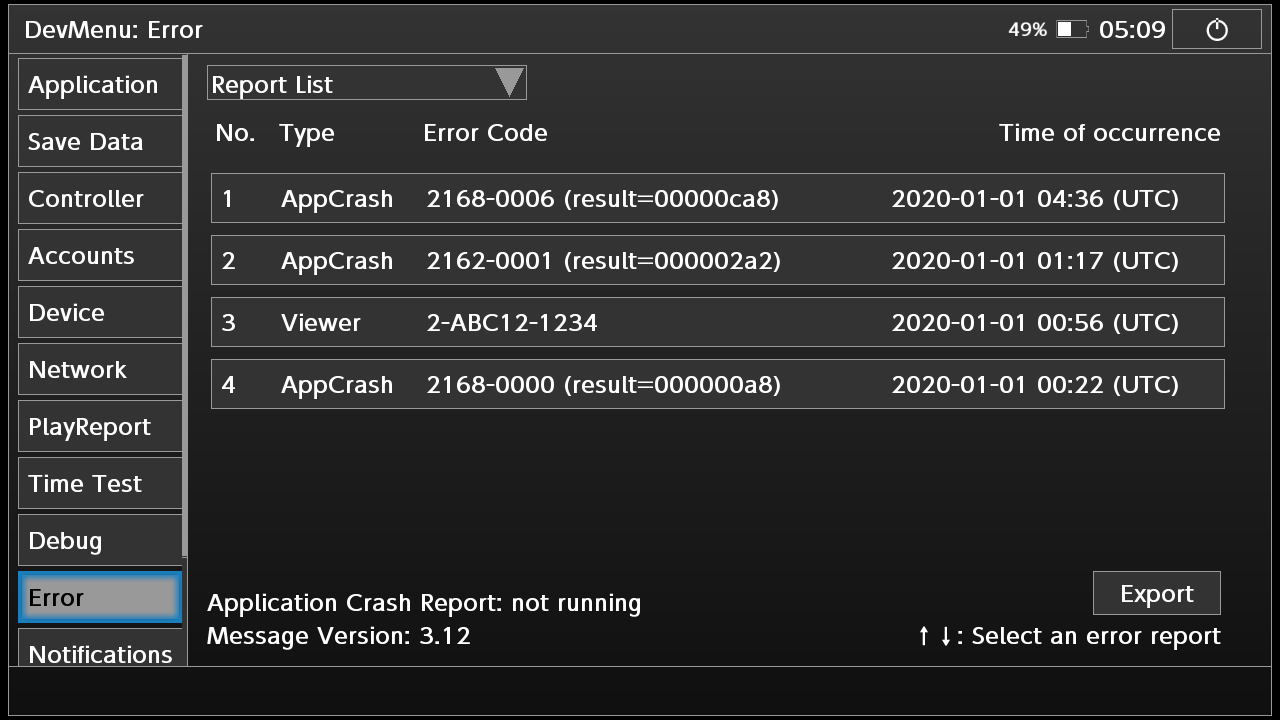 DevMenu: Error 49% 05:09
Application
Save Data
Controller
Accounts
Device
Network
PlayReport
Time Test
Debug
Error
Notifications
Report List
No. Type Error Code Time of occurrence
1 AppCrash 2168-0006 (result=00000ca8) 2020-01-01 04:36 (UTC)
2 AppCrash 2162-0001 (result=000002a2) 2020-01-01 01:17 (UTC)
3 Viewer 2-ABC12-1234 2020-01-01 00:56 (UTC)
4 AppCrash 2168-0000 (result=000000a8) 2020-01-01 00:22 (UTC)
Application Crash Report: not running
Export
Message Version: 3.12
↑ ↓: Select an error report